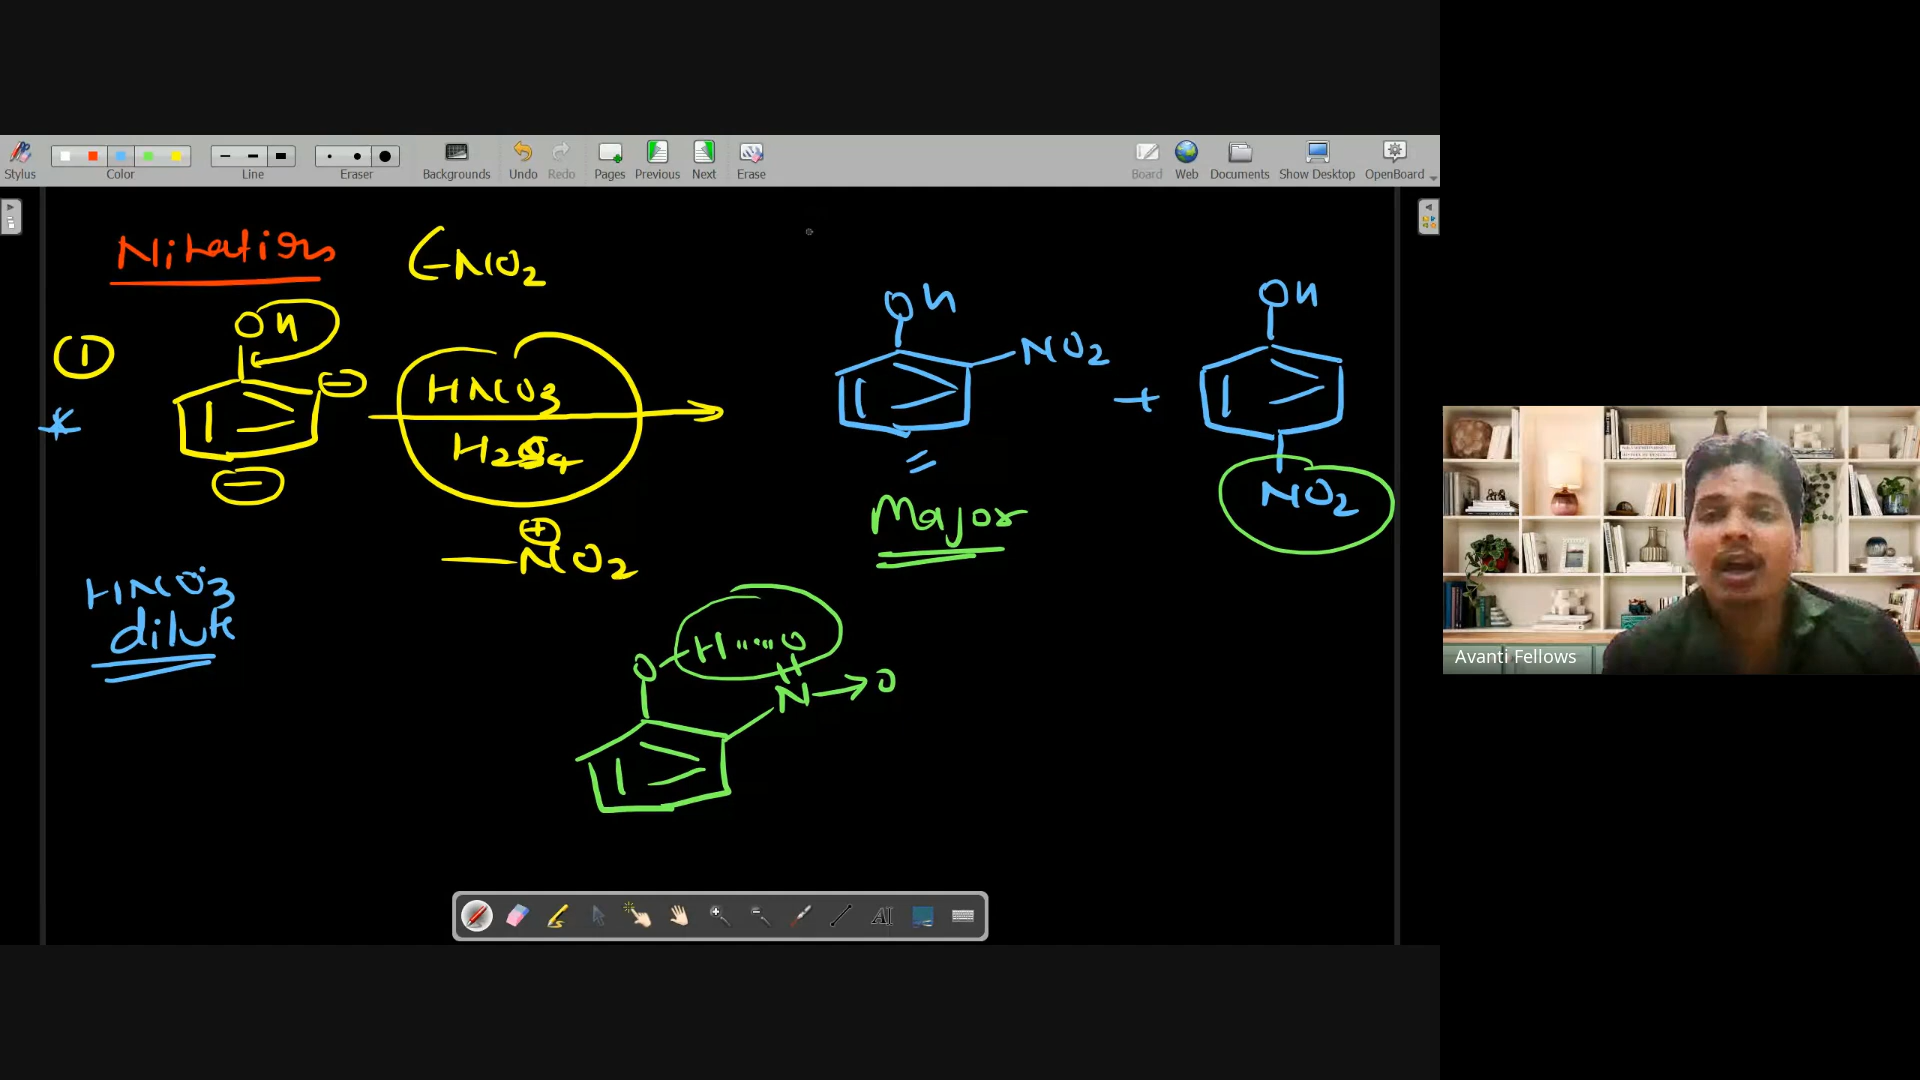 Stylus
Color
Line
Eraser
Backgrounds
Undo
Redo
Pages
Previous
Next
Erase
Board
Web
Documents
Show Desktop
OpenBoard
Nitration
(-NO2
1
OH
HNO3
H2SO4
⊕
-NO2
OH
NO2
+
OH
NO2
Major
*
HNO3
dilute
O-H·····O
N→O
Avanti Fellows